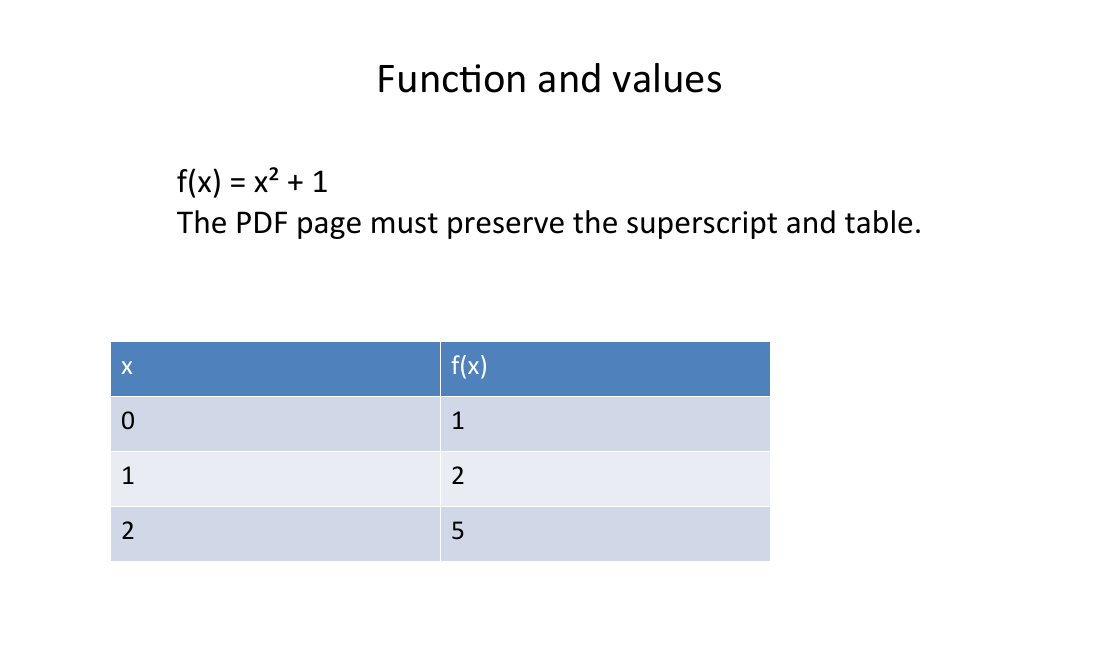 Function and values
f(x) = x² + 1
The PDF page must preserve the superscript and table.
x f(x)
0 1
1 2
2 5